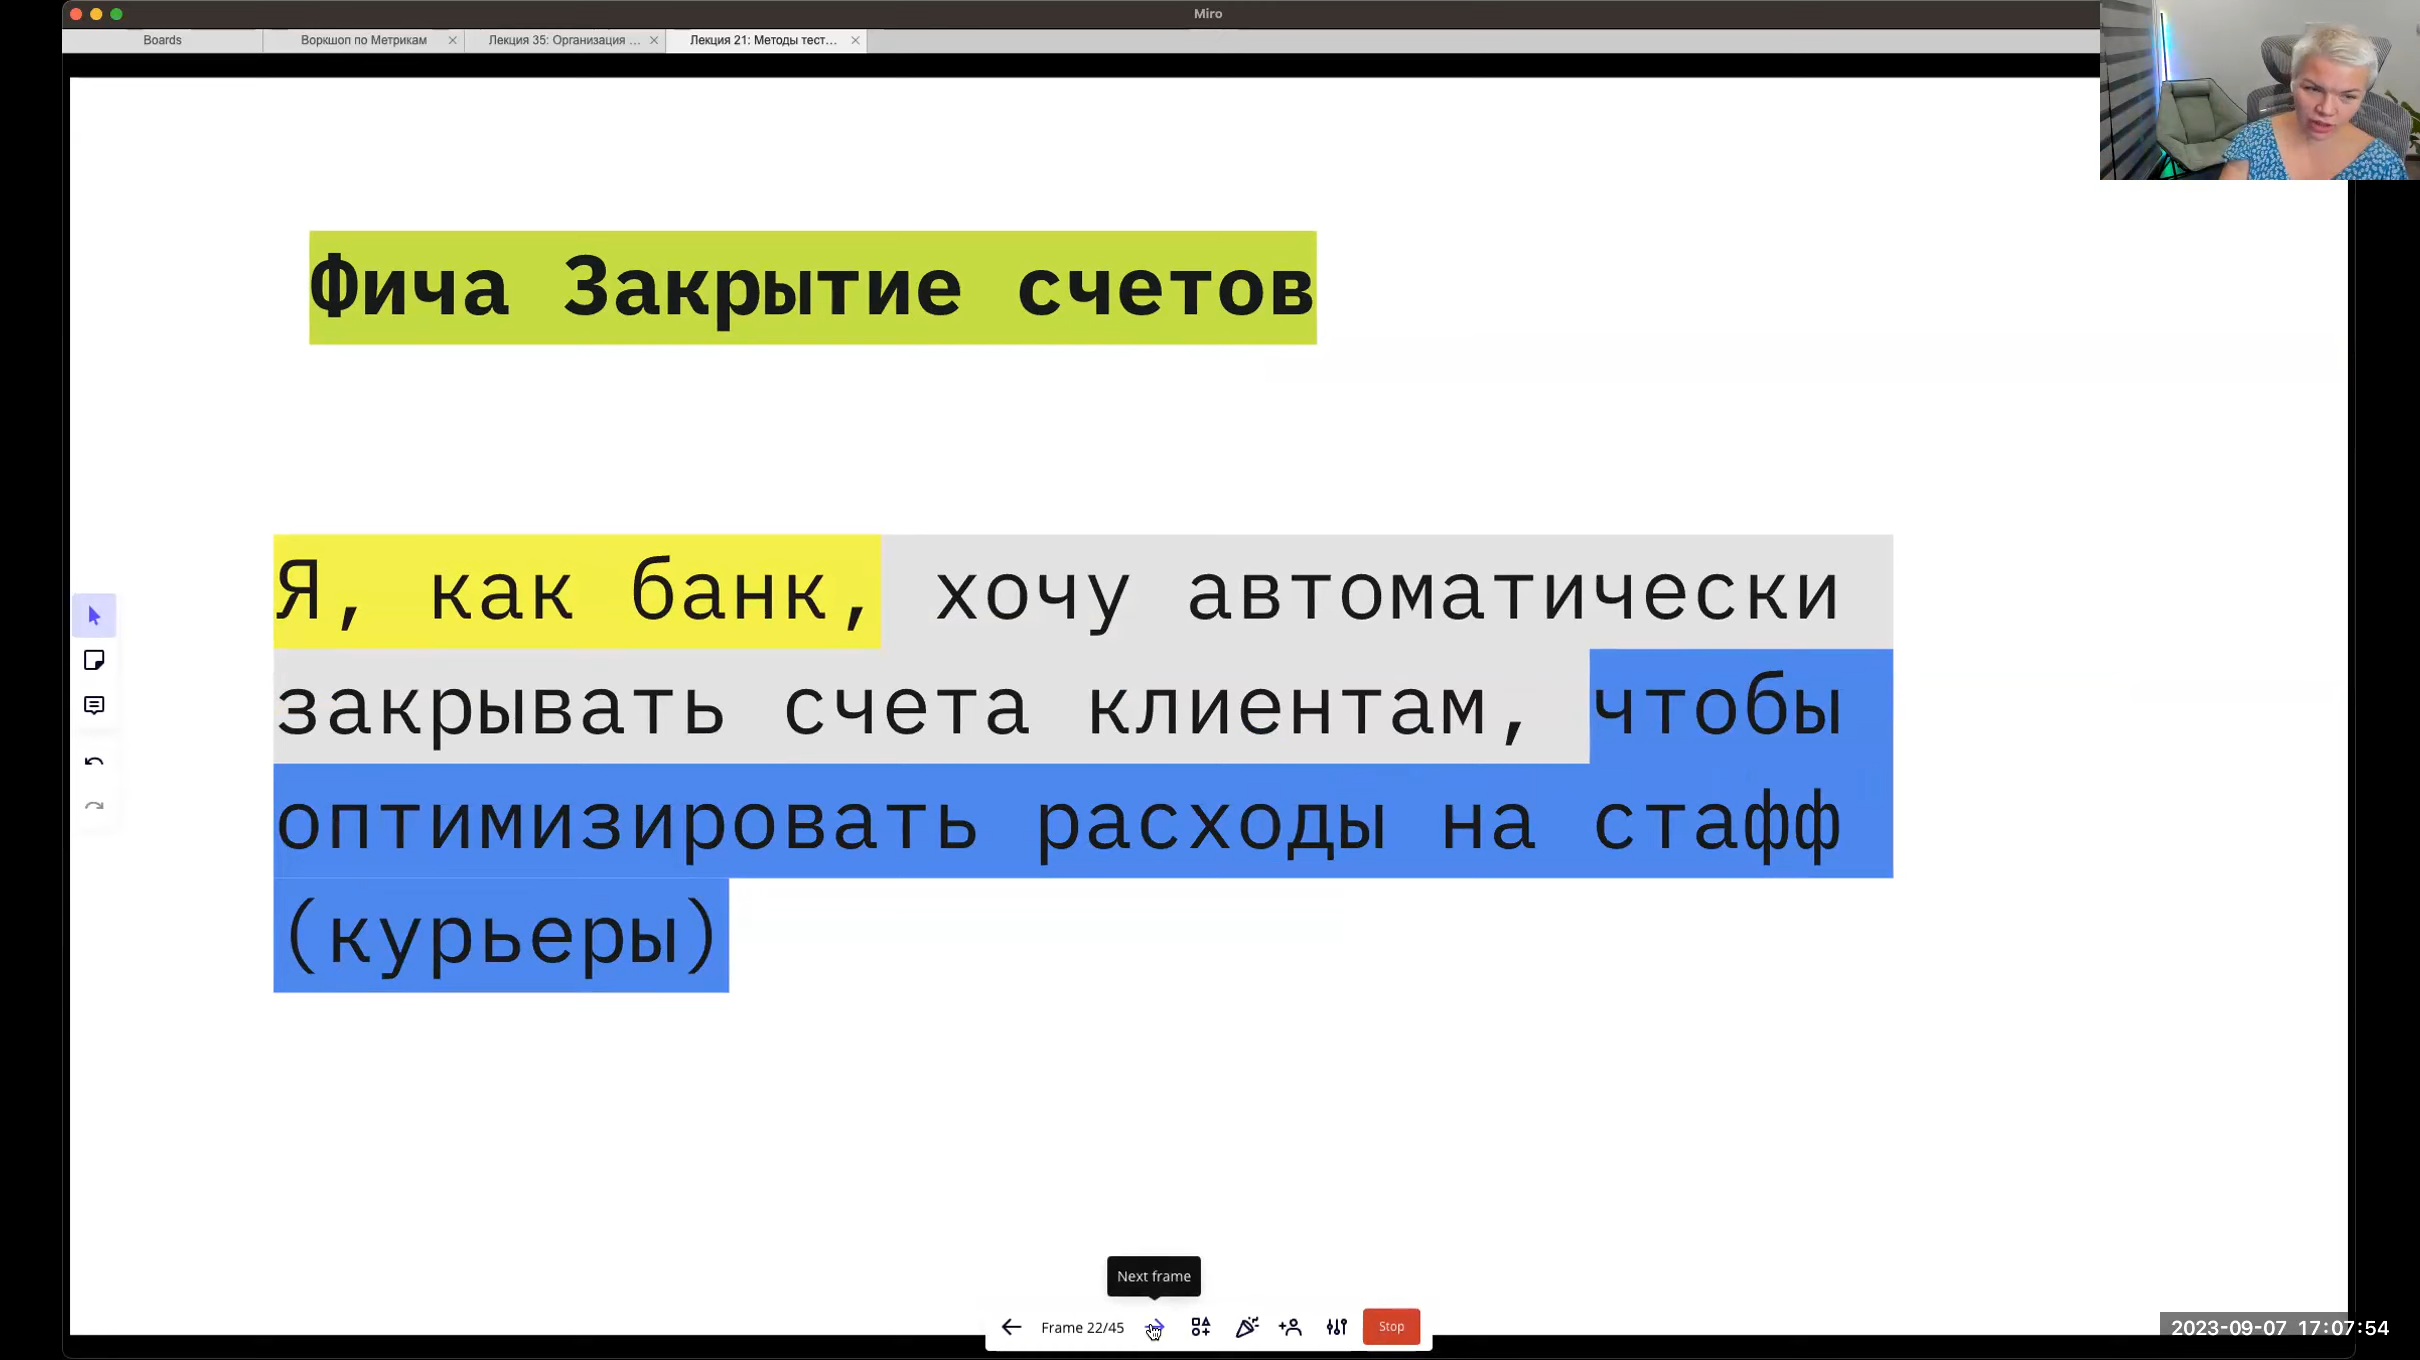 Miro
Boards
Воркшоп по Метрикам
Лекция 35: Организация ...
Лекция 21: Методы тест...
Фича Закрытие счетов
Я, как банк, хочу автоматически
закрывать счета клиентам, чтобы
оптимизировать расходы на стафф
(курьеры)
Next frame
Frame 22/45
Stop
2023-09-07 17:07:54